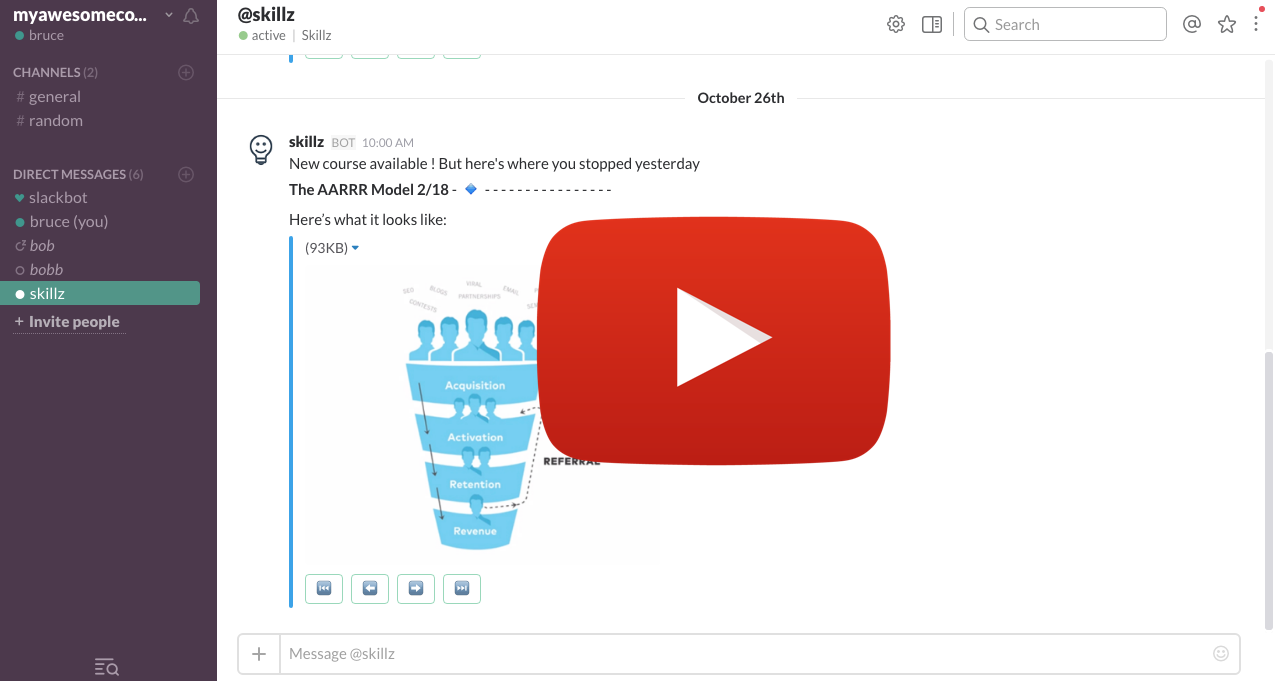 myawesomeco...
bruce
CHANNELS (2)
# general
# random
DIRECT MESSAGES (6)
slackbot
bruce (you)
bob
bobb
skillz
+ Invite people
@skillz
active | Skillz
Search
October 26th
skillz BOT 10:00 AM
New course available ! But here's where you stopped yesterday
The AARRR Model 2/18 - 🔷 - - - - - - - - - - - - - - - -
Here's what it looks like:
(93KB)
SEO BLOGS VIRAL EMAIL
CONTESTS PARTNERSHIPS
Acquisition
Activation
REFERRAL
Retention
Revenue
Message @skillz